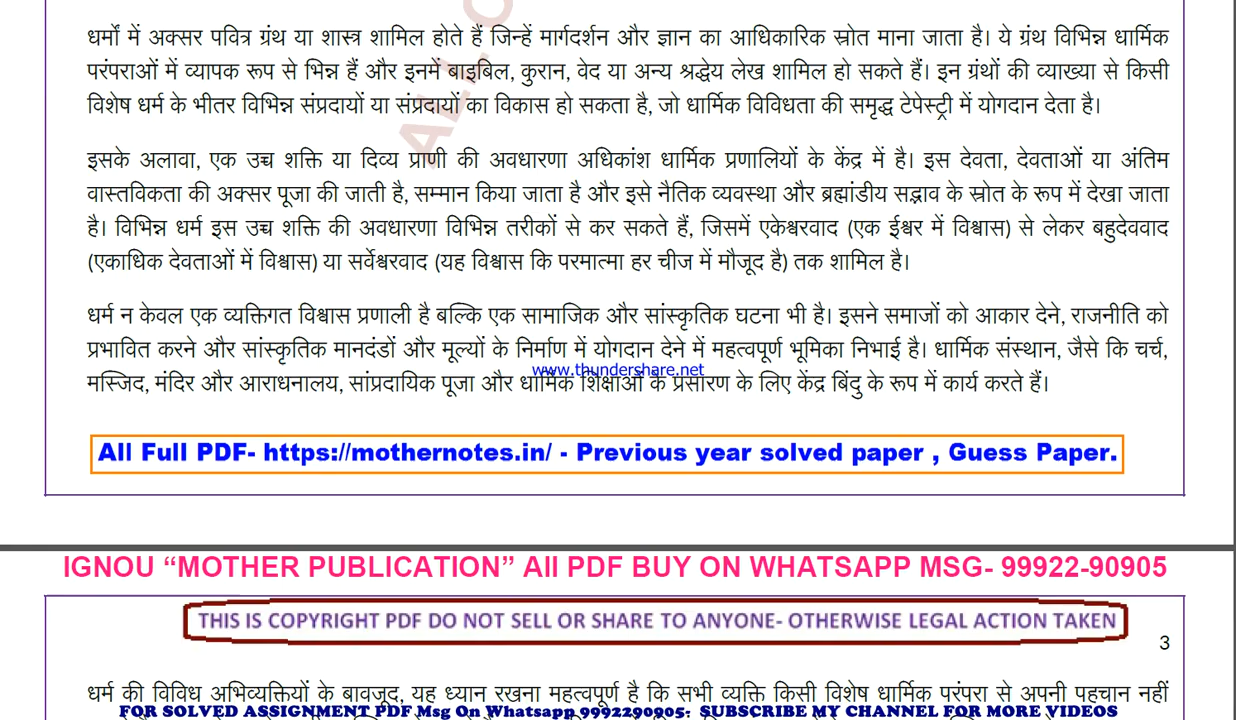 ALL O
धर्मों में अक्सर पवित्र ग्रंथ या शास्त्र शामिल होते हैं जिन्हें मार्गदर्शन और ज्ञान का आधिकारिक स्रोत माना जाता है। ये ग्रंथ विभिन्न धार्मिक
परंपराओं में व्यापक रूप से भिन्न हैं और इनमें बाइबिल, कुरान, वेद या अन्य श्रद्धेय लेख शामिल हो सकते हैं। इन ग्रंथों की व्याख्या से किसी
विशेष धर्म के भीतर विभिन्न संप्रदायों या संप्रदायों का विकास हो सकता है, जो धार्मिक विविधता की समृद्ध टेपेस्ट्री में योगदान देता है।
इसके अलावा, एक उच्च शक्ति या दिव्य प्राणी की अवधारणा अधिकांश धार्मिक प्रणालियों के केंद्र में है। इस देवता, देवताओं या अंतिम
वास्तविकता की अक्सर पूजा की जाती है, सम्मान किया जाता है और इसे नैतिक व्यवस्था और ब्रह्मांडीय सद्भाव के स्रोत के रूप में देखा जाता
है। विभिन्न धर्म इस उच्च शक्ति की अवधारणा विभिन्न तरीकों से कर सकते हैं, जिसमें एकेश्वरवाद (एक ईश्वर में विश्वास) से लेकर बहुदेववाद
(एकाधिक देवताओं में विश्वास) या सर्वेश्वरवाद (यह विश्वास कि परमात्मा हर चीज में मौजूद है) तक शामिल है।
धर्म न केवल एक व्यक्तिगत विश्वास प्रणाली है बल्कि एक सामाजिक और सांस्कृतिक घटना भी है। इसने समाजों को आकार देने, राजनीति को
प्रभावित करने और सांस्कृतिक मानदंडों और मूल्यों के निर्माण में योगदान देने में महत्वपूर्ण भूमिका निभाई है। धार्मिक संस्थान, जैसे कि चर्च,
www.thundershare.net
मस्जिद, मंदिर और आराधनालय, सांप्रदायिक पूजा और धार्मिक शिक्षाओं के प्रसारण के लिए केंद्र बिंदु के रूप में कार्य करते हैं।
All Full PDF- https://mothernotes.in/ - Previous year solved paper , Guess Paper.
IGNOU “MOTHER PUBLICATION” All PDF BUY ON WHATSAPP MSG- 99922-90905
THIS IS COPYRIGHT PDF DO NOT SELL OR SHARE TO ANYONE- OTHERWISE LEGAL ACTION TAKEN
3
धर्म की विविध अभिव्यक्तियों के बावजूद, यह ध्यान रखना महत्वपूर्ण है कि सभी व्यक्ति किसी विशेष धार्मिक परंपरा से अपनी पहचान नहीं
FOR SOLVED ASSIGNMENT PDF Msg On Whatsapp 9992290905: SUBSCRIBE MY CHANNEL FOR MORE VIDEOS